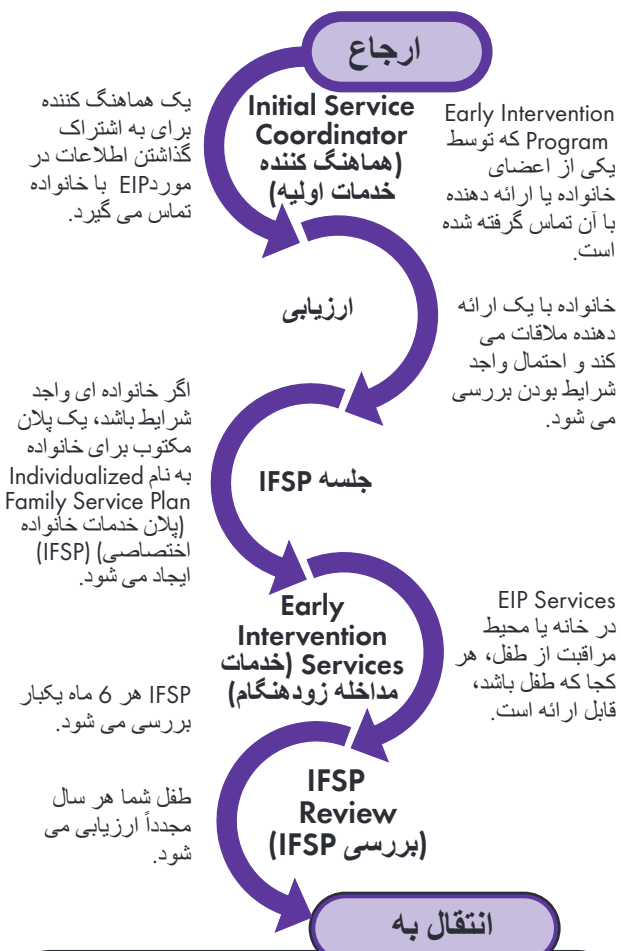 ارجاع
Early Intervention
Program که توسط
یکی از اعضای
خانواده یا ارائه دهنده
با آن تماس گرفته شده
است.
Initial Service
Coordinator
(هماهنگ کننده
خدمات اولیه)
یک هماهنگ کننده
برای به اشتراک
گذاشتن اطلاعات در
موردEIP با خانواده
تماس می گیرد.
ارزیابی
خانواده با یک ارائه
دهنده ملاقات می
کند و احتمال واجد
شرایط بودن بررسی
می شود.
جلسه IFSP
اگر خانواده ای واجد
شرایط باشد، یک پلان
مکتوب برای خانواده
به نام Individualized
Family Service Plan
(پلان خدمات خانواده
اختصاصی) (IFSP)
ایجاد می شود.
Early
Intervention
Services (خدمات
مداخله زودهنگام)
EIP Services
در خانه یا محیط
مراقبت از طفل، هر
کجا که طفل باشد،
قابل ارائه است.
IFSP هر 6 ماه یکبار
بررسی می شود.
IFSP
Review
(بررسی IFSP)
طفل شما هر سال
مجدداً ارزیابی می
شود.
انتقال به